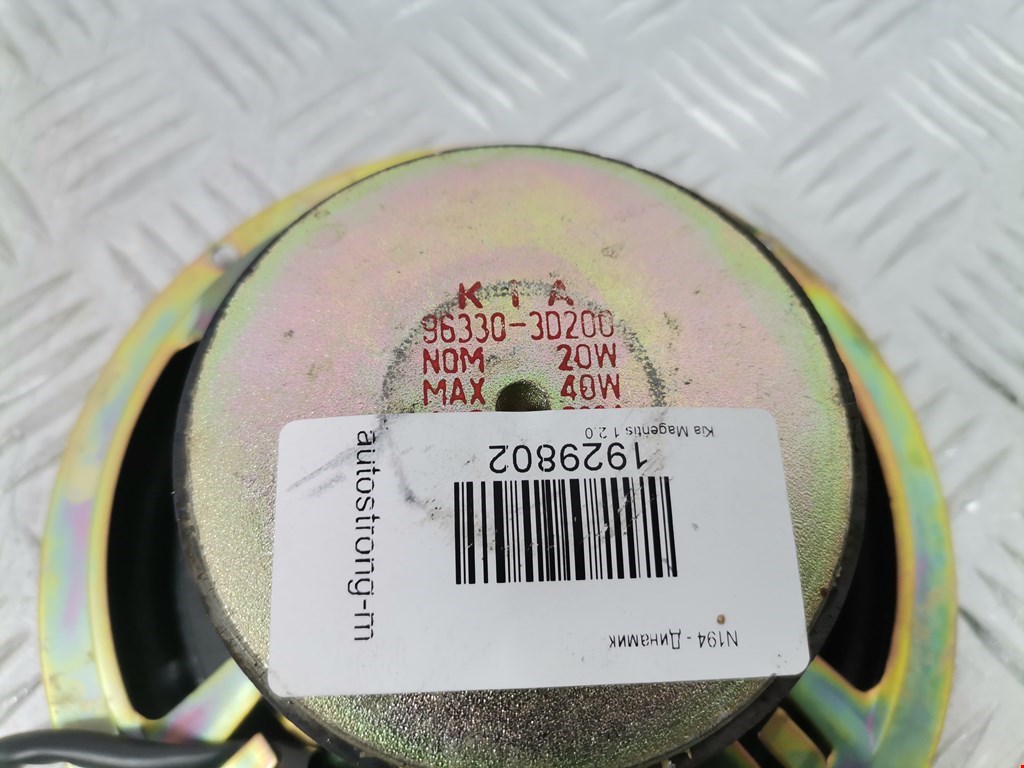 KIA
96330-3D200
NOM 20W
MAX 40W
Kia Magentis 1 2.0
1929802
autostrong-m
N194 - Динамик